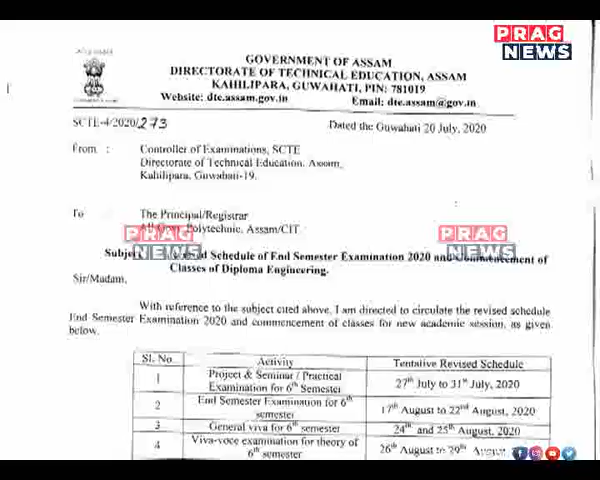 PRAG
NEWS
GOVERNMENT OF ASSAM
DIRECTORATE OF TECHNICAL EDUCATION, ASSAM
KAHILIPARA, GUWAHATI, PIN: 781019
Website: dte.assam.gov.in Email: dte.assam@gov.in
SCTE-4/2020/273 Dated the Guwahati 20 July, 2020
From : Controller of Examinations, SCTE
Directorate of Technical Education, Assam,
Kahilipara, Guwahati-19.
To The Principal/Registrar
All Govt. Polytechnic, Assam/CIT
PRAG NEWS PRAG NEWS
Subject Schedule of End Semester Examination 2020 and Commencement of
Classes of Diploma Engineering.
Sir/Madam,
With reference to the subject cited above, I am directed to circulate the revised schedule
End Semester Examination 2020 and commencement of classes for new academic session, as given
below.
Sl. No. Activity Tentative Revised Schedule
1 Project & Seminar / Practical Examination for 6th Semester 27th July to 31st July, 2020
2 End Semester Examination for 6th semester 17th August to 22nd August, 2020
3 General viva for 6th semester 24th and 25th August, 2020
4 Viva-voce examination for theory of 6th semester 26th August to 29th August